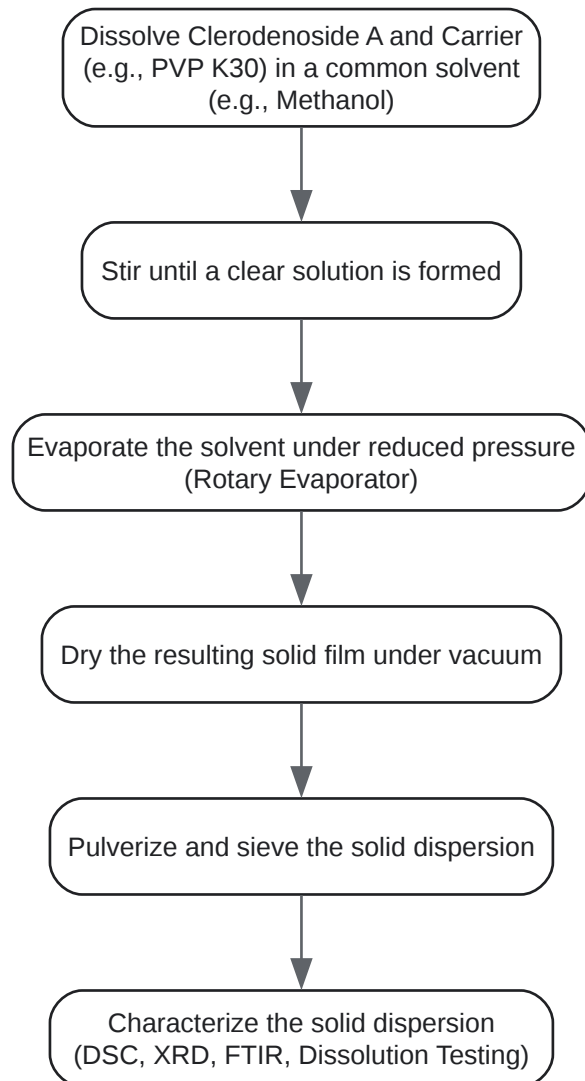 Dissolve Clerodenoside A and Carrier
(e.g., PVP K30) in a common solvent
(e.g., Methanol)
Stir until a clear solution is formed
Evaporate the solvent under reduced pressure
(Rotary Evaporator)
Dry the resulting solid film under vacuum
Pulverize and sieve the solid dispersion
Characterize the solid dispersion
(DSC, XRD, FTIR, Dissolution Testing)